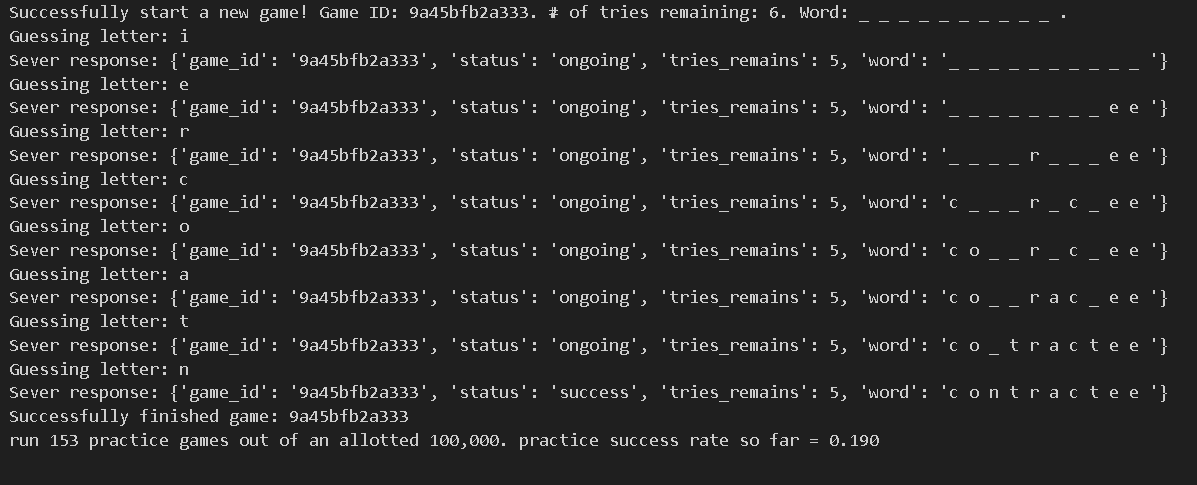 Successfully start a new game! Game ID: 9a45bfb2a333. # of tries remaining: 6. Word: _ _ _ _ _ _ _ _ _ _ .
Guessing letter: i
Sever response: {'game_id': '9a45bfb2a333', 'status': 'ongoing', 'tries_remains': 5, 'word': '_ _ _ _ _ _ _ _ _ _ '}
Guessing letter: e
Sever response: {'game_id': '9a45bfb2a333', 'status': 'ongoing', 'tries_remains': 5, 'word': '_ _ _ _ _ _ _ _ e e '}
Guessing letter: r
Sever response: {'game_id': '9a45bfb2a333', 'status': 'ongoing', 'tries_remains': 5, 'word': '_ _ _ _ r _ _ _ e e '}
Guessing letter: c
Sever response: {'game_id': '9a45bfb2a333', 'status': 'ongoing', 'tries_remains': 5, 'word': 'c _ _ _ r _ c _ e e '}
Guessing letter: o
Sever response: {'game_id': '9a45bfb2a333', 'status': 'ongoing', 'tries_remains': 5, 'word': 'c o _ _ r _ c _ e e '}
Guessing letter: a
Sever response: {'game_id': '9a45bfb2a333', 'status': 'ongoing', 'tries_remains': 5, 'word': 'c o _ _ r a c _ e e '}
Guessing letter: t
Sever response: {'game_id': '9a45bfb2a333', 'status': 'ongoing', 'tries_remains': 5, 'word': 'c o _ t r a c t e e '}
Guessing letter: n
Sever response: {'game_id': '9a45bfb2a333', 'status': 'success', 'tries_remains': 5, 'word': 'c o n t r a c t e e '}
Successfully finished game: 9a45bfb2a333
run 153 practice games out of an allotted 100,000. practice success rate so far = 0.190